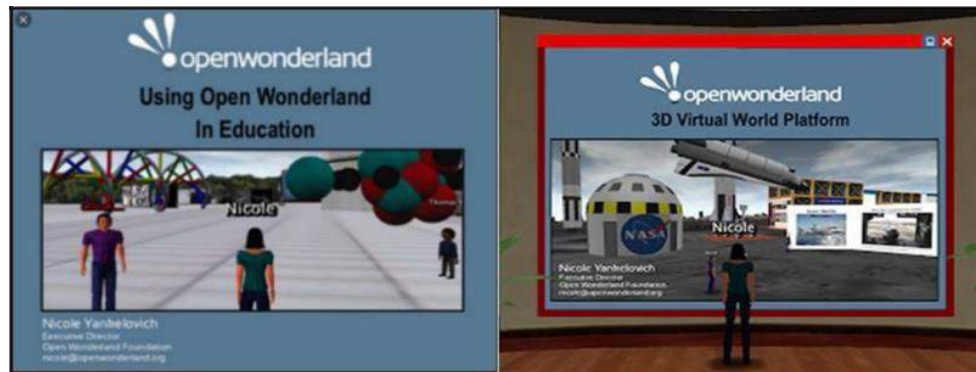 openwonderland
Using Open Wonderland
In Education
Nicole
Nicole Yankelovich
Executive Director
Open Wonderland Foundation
nicole@openwonderland.org
openwonderland
3D Virtual World Platform
NASA
Nicole
Nicole Yankelovich
Executive Director
Open Wonderland Foundation
nicole@openwonderland.org